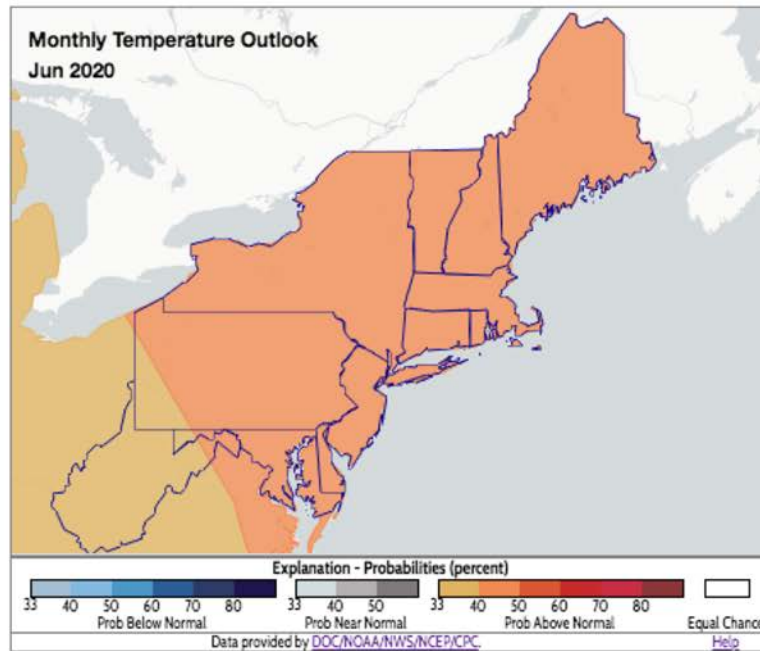 Monthly Temperature Outlook
Jun 2020
Explanation - Probabilities (percent)
33 40 50 60 70 80 33 40 50 33 40 50 60 70 80
Prob Below Normal Prob Near Normal Prob Above Normal Equal Chance
Data provided by DOC/NOAA/NWS/NCEP/CPC. Help